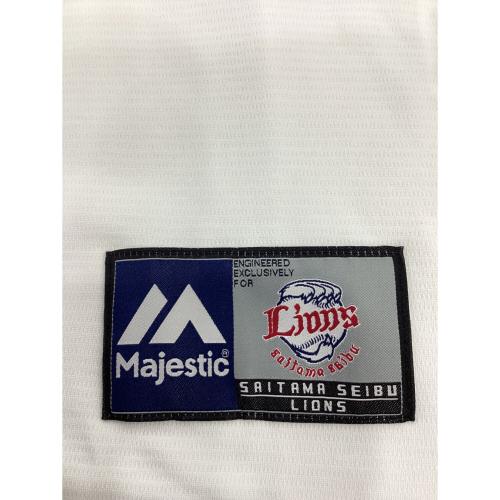 Majestic®
ENGINEERED
EXCLUSIVELY
FOR
Lions
saitama seibu
SAITAMA SEIBU
LIONS